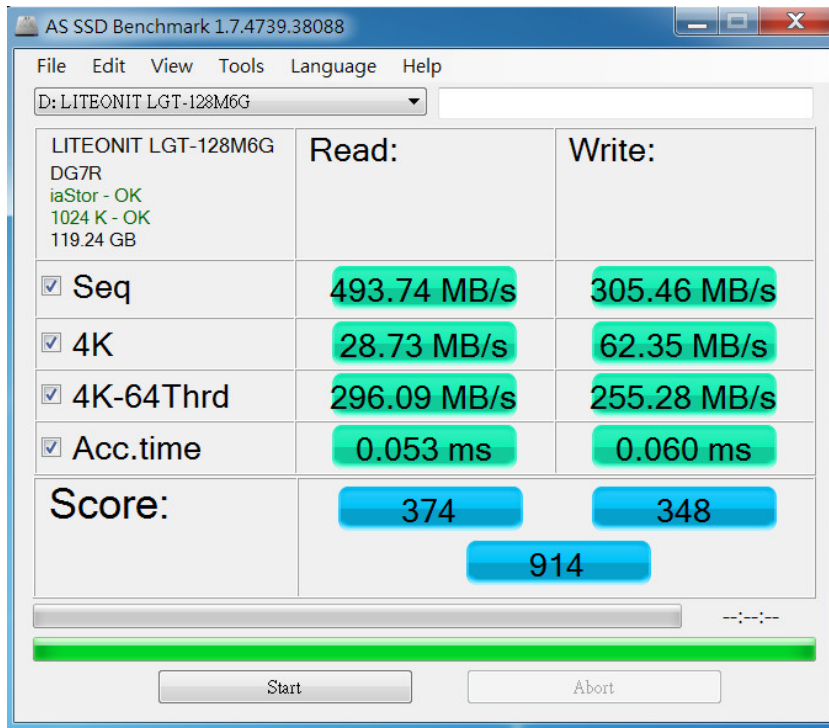 AS SSD Benchmark 1.7.4739.38088
File Edit View Tools Language Help
D: LITEONIT LGT-128M6G
LITEONIT LGT-128M6G
DG7R
iaStor - OK
1024 K - OK
119.24 GB
Read:
Write:
Seq 493.74 MB/s 305.46 MB/s
4K 28.73 MB/s 62.35 MB/s
4K-64Thrd 296.09 MB/s 255.28 MB/s
Acc.time 0.053 ms 0.060 ms
Score: 374 348
914
--:--:--
Start Abort